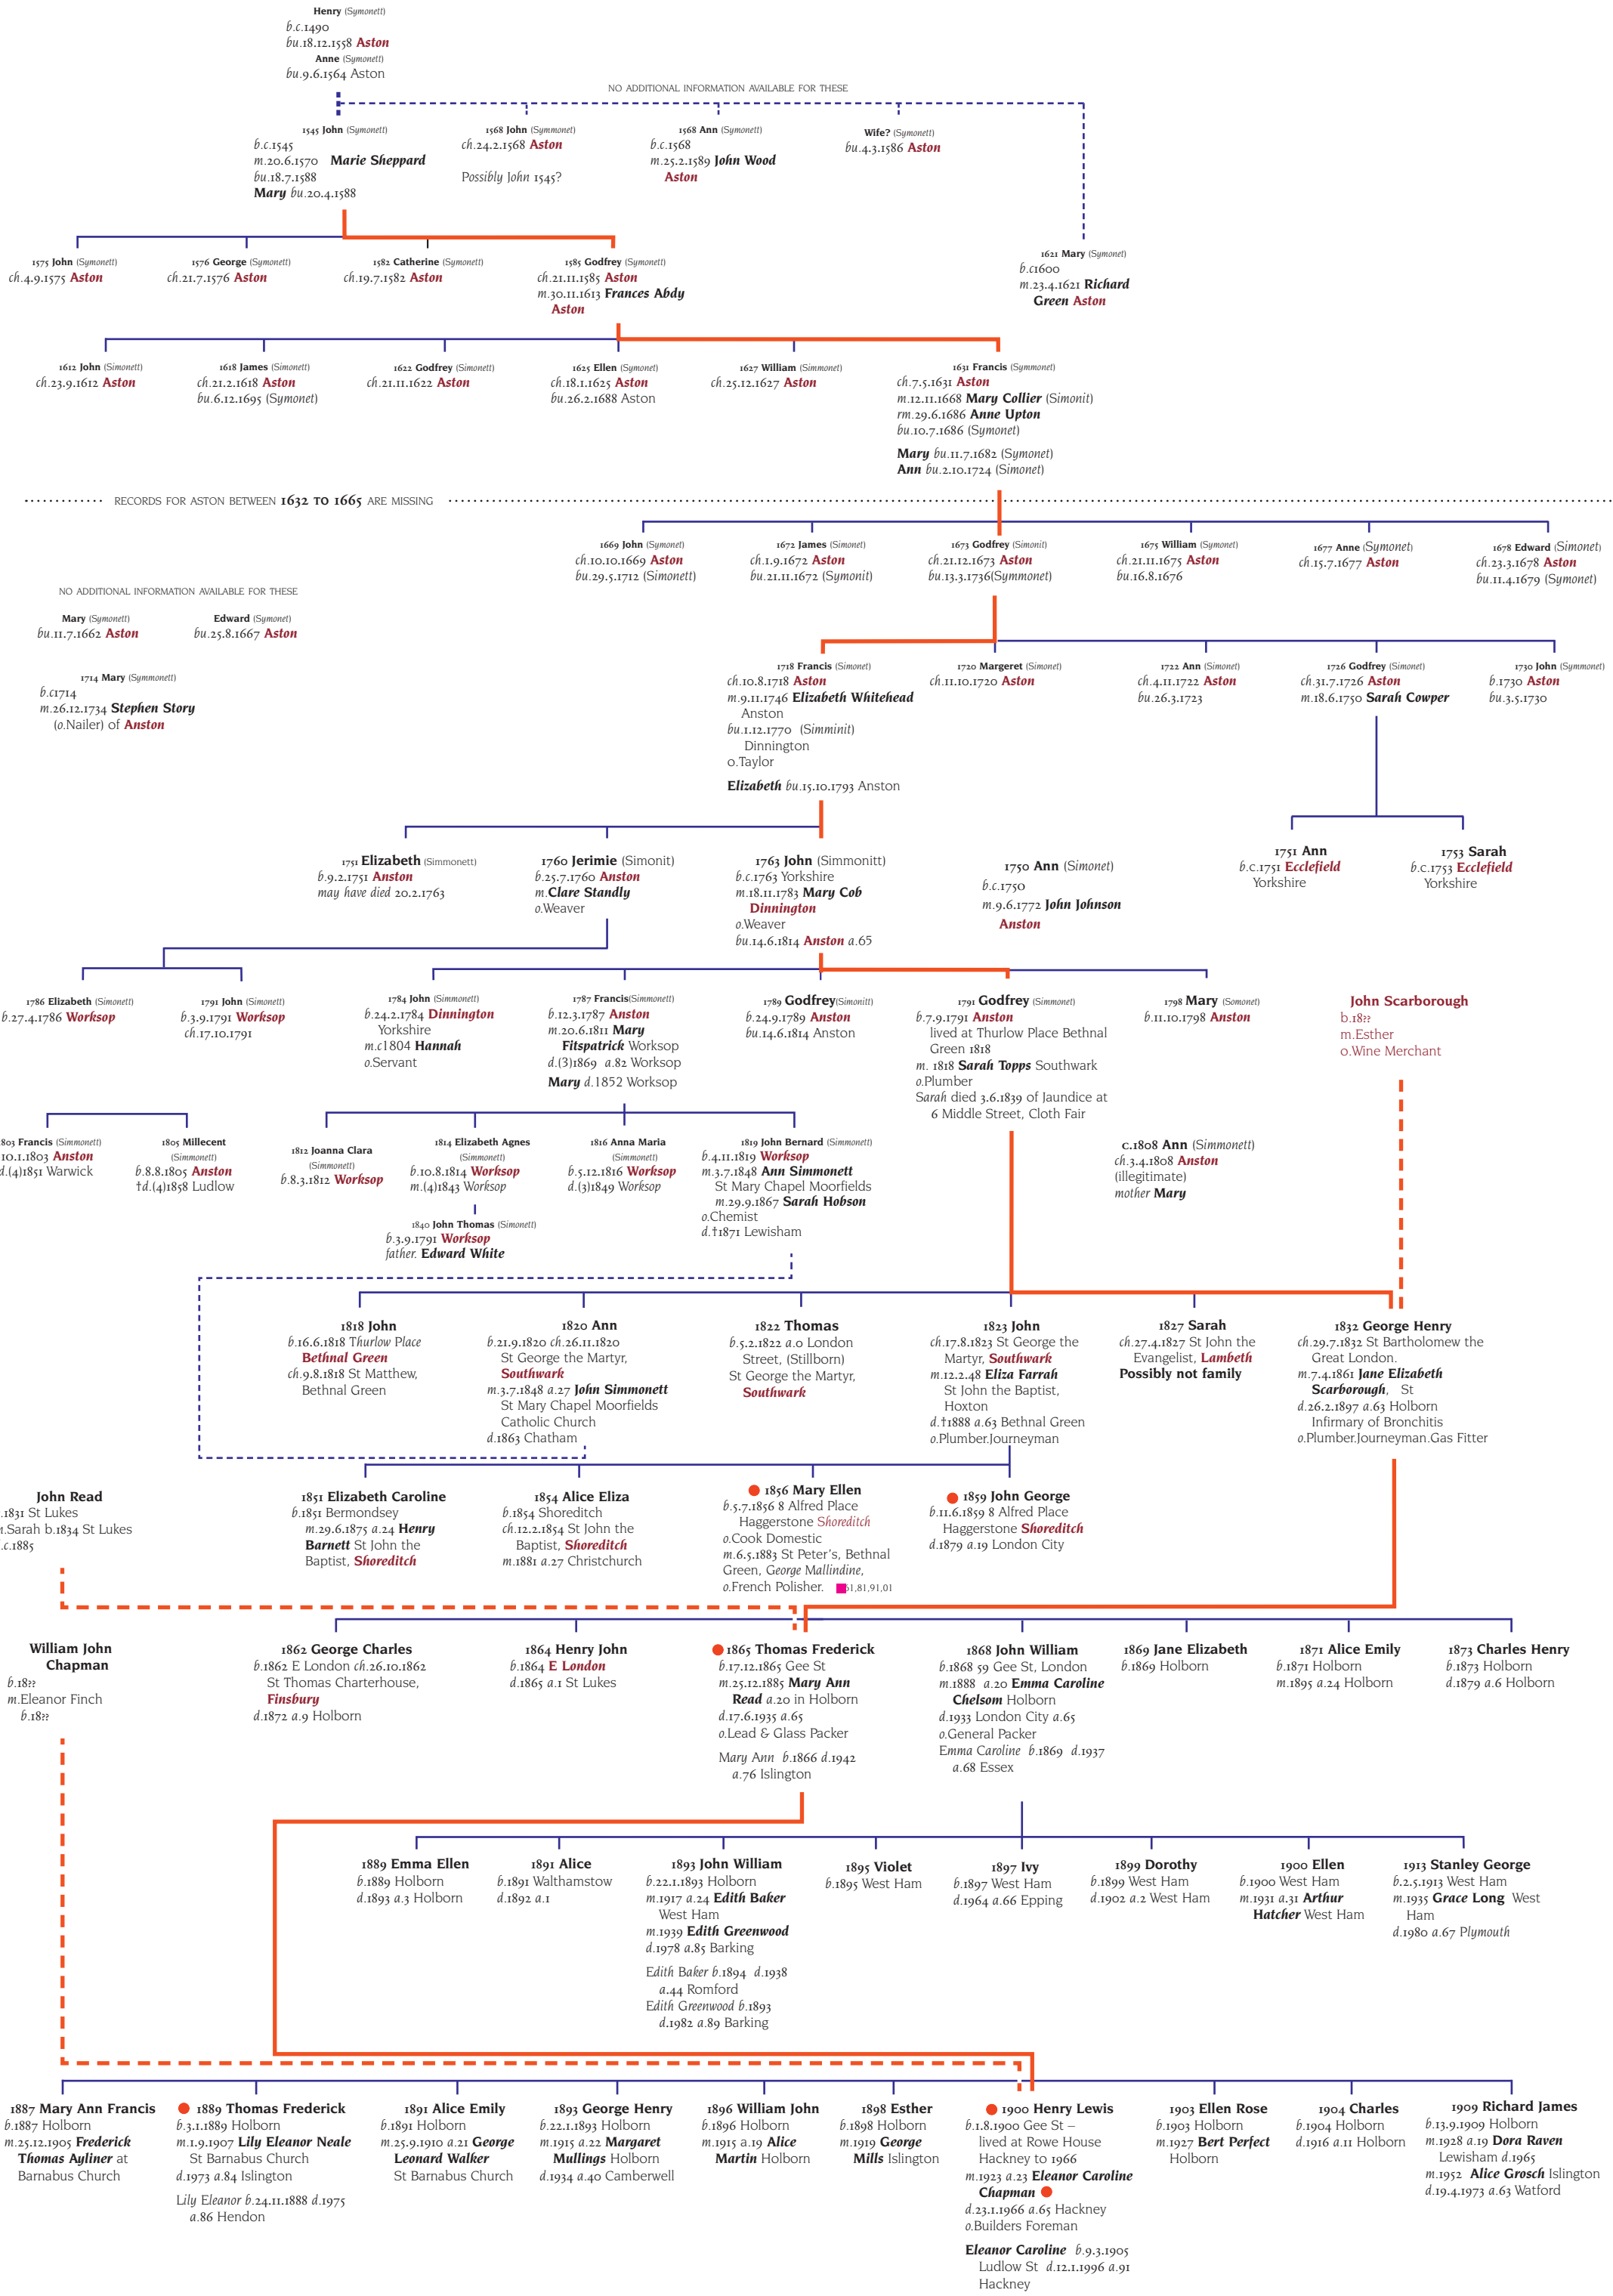 Henry (Symonett)
b.c.1490
bu.18.12.1558 Aston
Anne (Symonett)
bu.9.6.1564 Aston
NO ADDITIONAL INFORMATION AVAILABLE FOR THESE
1545 John (Symonett)
b.c.1545
m.20.6.1570 Marie Sheppard
bu.18.7.1588
Mary bu.20.4.1588
1568 John (Symmonet)
ch.24.2.1568 Aston
Possibly John 1545?
1568 Ann (Symonett)
b.c.1568
m.25.2.1589 John Wood
Aston
Wife? (Symonett)
bu.4.3.1586 Aston
1575 John (Symonett)
ch.4.9.1575 Aston
1576 George (Symonett)
ch.21.7.1576 Aston
1582 Catherine (Symonett)
ch.19.7.1582 Aston
1585 Godfrey (Symonett)
ch.21.11.1585 Aston
m.30.11.1613 Frances Abdy
Aston
1621 Mary (Symonet)
b.c1600
m.23.4.1621 Richard
Green Aston
1612 John (Simonett)
ch.23.9.1612 Aston
1618 James (Simonett)
ch.21.2.1618 Aston
bu.6.12.1695 (Symonet)
1622 Godfrey (Simonett)
ch.21.11.1622 Aston
1625 Ellen (Symonet)
ch.18.1.1625 Aston
bu.26.2.1688 Aston
1627 William (Simmonet)
ch.25.12.1627 Aston
1631 Francis (Symmonet)
ch.7.5.1631 Aston
m.12.11.1668 Mary Collier (Simonit)
rm.29.6.1686 Anne Upton
bu.10.7.1686 (Symonet)
Mary bu.11.7.1682 (Symonet)
Ann bu.2.10.1724 (Simonet)
RECORDS FOR ASTON BETWEEN 1632 TO 1665 ARE MISSING
1669 John (Symonet)
ch.10.10.1669 Aston
bu.29.5.1712 (Simonett)
1672 James (Simonet)
ch.1.9.1672 Aston
bu.21.11.1672 (Symonit)
1673 Godfrey (Simonit)
ch.21.12.1673 Aston
bu.13.3.1736(Symmonet)
1675 William (Symonet)
ch.21.11.1675 Aston
bu.16.8.1676
1677 Anne (Symonet)
ch.15.7.1677 Aston
1678 Edward (Simonet)
ch.23.3.1678 Aston
bu.11.4.1679 (Symonet)
NO ADDITIONAL INFORMATION AVAILABLE FOR THESE
Mary (Symonett)
bu.11.7.1662 Aston
Edward (Symonet)
bu.25.8.1667 Aston
1714 Mary (Symmonett)
b.c1714
m.26.12.1734 Stephen Story
(o.Nailer) of Anston
1718 Francis (Simonet)
ch.10.8.1718 Aston
m.9.11.1746 Elizabeth Whitehead
Anston
bu.1.12.1770 (Simminit)
Dinnington
o.Taylor
Elizabeth bu.15.10.1793 Anston
1720 Margeret (Simonet)
ch.11.10.1720 Aston
1722 Ann (Simonet)
ch.4.11.1722 Aston
bu.26.3.1723
1726 Godfrey (Simonet)
ch.31.7.1726 Aston
m.18.6.1750 Sarah Cowper
1730 John (Symmonet)
b.1730 Aston
bu.3.5.1730
1751 Elizabeth (Simmonett)
b.9.2.1751 Anston
may have died 20.2.1763
1760 Jerimie (Simonit)
b.25.7.1760 Anston
m.Clare Standly
o.Weaver
1763 John (Simmonitt)
b.c.1763 Yorkshire
m.18.11.1783 Mary Cob
Dinnington
o.Weaver
bu.14.6.1814 Anston a.65
1750 Ann (Simonet)
b.c.1750
m.9.6.1772 John Johnson
Anston
1751 Ann
b.c.1751 Ecclefield
Yorkshire
1753 Sarah
b.c.1753 Ecclefield
Yorkshire
1786 Elizabeth (Simonett)
b.27.4.1786 Worksop
1791 John (Simonett)
b.3.9.1791 Worksop
ch.17.10.1791
1784 John (Simmonett)
b.24.2.1784 Dinnington
Yorkshire
m.c1804 Hannah
o.Servant
1787 Francis(Simmonett)
b.12.3.1787 Anston
m.20.6.1811 Mary
Fitspatrick Worksop
d.(3)1869 a.82 Worksop
Mary d.1852 Worksop
1789 Godfrey(Simonitt)
b.24.9.1789 Anston
bu.14.6.1814 Anston
1791 Godfrey (Simmonet)
b.7.9.1791 Anston
lived at Thurlow Place Bethnal
Green 1818
m. 1818 Sarah Topps Southwark
o.Plumber
Sarah died 3.6.1839 of Jaundice at
6 Middle Street, Cloth Fair
1798 Mary (Somonet)
b.11.10.1798 Anston
John Scarborough
b.18??
m.Esther
o.Wine Merchant
803 Francis (Simmonett)
10.1.1803 Anston
d.(4)1851 Warwick
1805 Millecent
(Simmonett)
b.8.8.1805 Anston
†d.(4)1858 Ludlow
1812 Joanna Clara
(Simmonett)
b.8.3.1812 Worksop
1814 Elizabeth Agnes
(Simmonett)
b.10.8.1814 Worksop
m.(4)1843 Worksop
1816 Anna Maria
(Simmonett)
b.5.12.1816 Worksop
d.(3)1849 Worksop
1819 John Bernard (Simmonett)
b.4.11.1819 Worksop
m.3.7.1848 Ann Simmonett
St Mary Chapel Moorfields
m.29.9.1867 Sarah Hobson
o.Chemist
d.†1871 Lewisham
c.1808 Ann (Simmonett)
ch.3.4.1808 Anston
(illegitimate)
mother Mary
1840 John Thomas (Simonett)
b.3.9.1791 Worksop
father. Edward White
1818 John
b.16.6.1818 Thurlow Place
Bethnal Green
ch.9.8.1818 St Matthew,
Bethnal Green
1820 Ann
b.21.9.1820 ch.26.11.1820
St George the Martyr,
Southwark
m.3.7.1848 a.27 John Simmonett
St Mary Chapel Moorfields
Catholic Church
d.1863 Chatham
1822 Thomas
b.5.2.1822 a.0 London
Street, (Stillborn)
St George the Martyr,
Southwark
1823 John
ch.17.8.1823 St George the
Martyr, Southwark
m.12.2.48 Eliza Farrah
St John the Baptist,
Hoxton
d.†1888 a.63 Bethnal Green
o.Plumber.Journeyman
1827 Sarah
ch.27.4.1827 St John the
Evangelist, Lambeth
Possibly not family
1832 George Henry
ch.29.7.1832 St Bartholomew the
Great London.
m.7.4.1861 Jane Elizabeth
Scarborough, St
d.26.2.1897 a.63 Holborn
Infirmary of Bronchitis
o.Plumber.Journeyman.Gas Fitter
John Read
.1831 St Lukes
.Sarah b.1834 St Lukes
.c.1885
1851 Elizabeth Caroline
b.1851 Bermondsey
m.29.6.1875 a.24 Henry
Barnett St John the
Baptist, Shoreditch
1854 Alice Eliza
b.1854 Shoreditch
ch.12.2.1854 St John the
Baptist, Shoreditch
m.1881 a.27 Christchurch
1856 Mary Ellen
b.5.7.1856 8 Alfred Place
Haggerstone Shoreditch
o.Cook Domestic
m.6.5.1883 St Peter's, Bethnal
Green, George Mallindine,
o.French Polisher. 61,81,91,01
1859 John George
b.11.6.1859 8 Alfred Place
Haggerstone Shoreditch
d.1879 a.19 London City
William John
Chapman
b.18??
m.Eleanor Finch
b.18??
1862 George Charles
b.1862 E London ch.26.10.1862
St Thomas Charterhouse,
Finsbury
d.1872 a.9 Holborn
1864 Henry John
b.1864 E London
d.1865 a.1 St Lukes
1865 Thomas Frederick
b.17.12.1865 Gee St
m.25.12.1885 Mary Ann
Read a.20 in Holborn
d.17.6.1935 a.65
o.Lead & Glass Packer
Mary Ann b.1866 d.1942
a.76 Islington
1868 John William
b.1868 59 Gee St, London
m.1888 a.20 Emma Caroline
Chelsom Holborn
d.1933 London City a.65
o.General Packer
Emma Caroline b.1869 d.1937
a.68 Essex
1869 Jane Elizabeth
b.1869 Holborn
1871 Alice Emily
b.1871 Holborn
m.1895 a.24 Holborn
1873 Charles Henry
b.1873 Holborn
d.1879 a.6 Holborn
1889 Emma Ellen
b.1889 Holborn
d.1893 a.3 Holborn
1891 Alice
b.1891 Walthamstow
d.1892 a.1
1893 John William
b.22.1.1893 Holborn
m.1917 a.24 Edith Baker
West Ham
m.1939 Edith Greenwood
d.1978 a.85 Barking
Edith Baker b.1894 d.1938
a.44 Romford
Edith Greenwood b.1893
d.1982 a.89 Barking
1895 Violet
b.1895 West Ham
1897 Ivy
b.1897 West Ham
d.1964 a.66 Epping
1899 Dorothy
b.1899 West Ham
d.1902 a.2 West Ham
1900 Ellen
b.1900 West Ham
m.1931 a.31 Arthur
Hatcher West Ham
1913 Stanley George
b.2.5.1913 West Ham
m.1935 Grace Long West
Ham
d.1980 a.67 Plymouth
1887 Mary Ann Francis
b.1887 Holborn
m.25.12.1905 Frederick
Thomas Ayliner at
Barnabus Church
1889 Thomas Frederick
b.3.1.1889 Holborn
m.1.9.1907 Lily Eleanor Neale
St Barnabus Church
d.1973 a.84 Islington
Lily Eleanor b.24.11.1888 d.1975
a.86 Hendon
1891 Alice Emily
b.1891 Holborn
m.25.9.1910 a.21 George
Leonard Walker
St Barnabus Church
1893 George Henry
b.22.1.1893 Holborn
m.1915 a.22 Margaret
Mullings Holborn
d.1934 a.40 Camberwell
1896 William John
b.1896 Holborn
m.1915 a.19 Alice
Martin Holborn
1898 Esther
b.1898 Holborn
m.1919 George
Mills Islington
1900 Henry Lewis
b.1.8.1900 Gee St –
lived at Rowe House
Hackney to 1966
m.1923 a.23 Eleanor Caroline
Chapman
d.23.1.1966 a.65 Hackney
o.Builders Foreman
Eleanor Caroline b.9.3.1905
Ludlow St d.12.1.1996 a.91
Hackney
1903 Ellen Rose
b.1903 Holborn
m.1927 Bert Perfect
Holborn
1904 Charles
b.1904 Holborn
d.1916 a.11 Holborn
1909 Richard James
b.13.9.1909 Holborn
m.1928 a.19 Dora Raven
Lewisham d.1965
m.1952 Alice Grosch Islington
d.19.4.1973 a.63 Watford